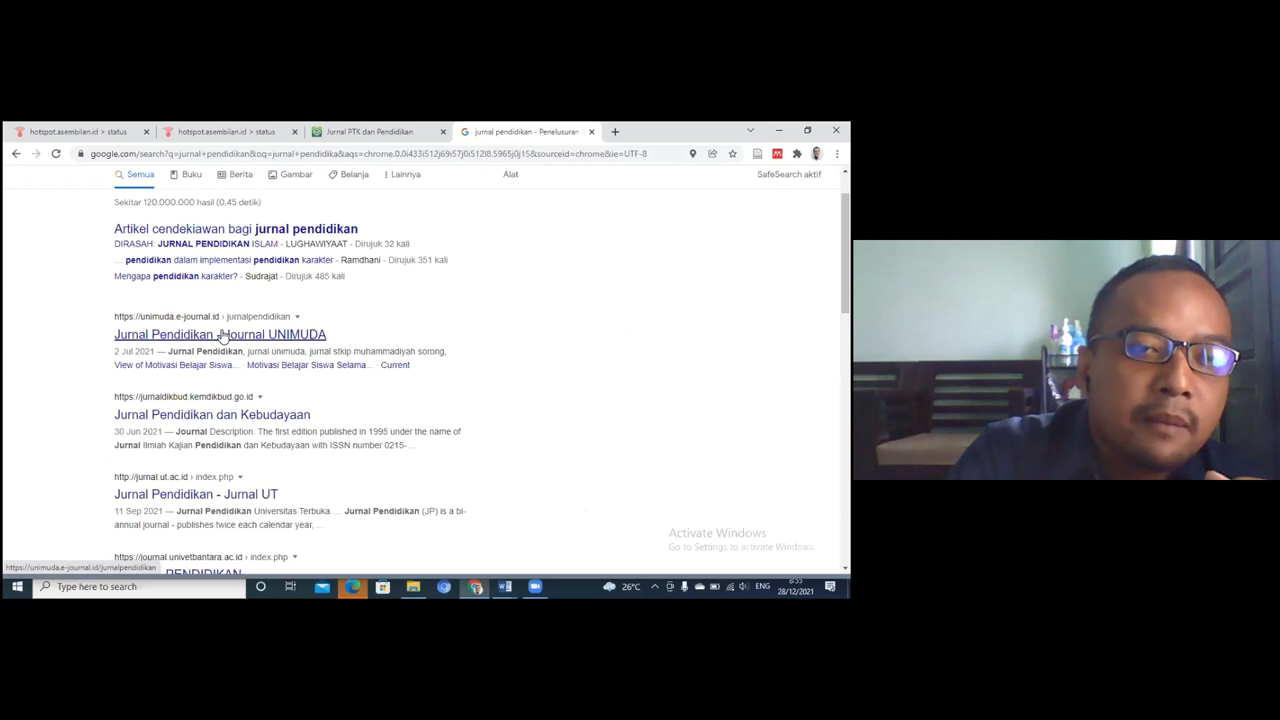 hotspot.asembilan.id > status
hotspot.asembilan.id > status
Jurnal PTK dan Pendidikan
jurnal pendidikan - Penelusuran
google.com/search?q=jurnal+pendidikan&oq=jurnal+pendidika&aqs=chrome.0.0i433i512j69i57j0i512l8.5965j0j15&sourceid=chrome&ie=UTF-8
Semua Buku Berita Gambar Belanja Lainnya Alat SafeSearch aktif
Sekitar 120.000.000 hasil (0,45 detik)
Artikel cendekiawan bagi jurnal pendidikan
DIRASAH: JURNAL PENDIDIKAN ISLAM - LUGHAWIYAAT - Dirujuk 32 kali
... pendidikan dalam implementasi pendidikan karakter - Ramdhani - Dirujuk 351 kali
Mengapa pendidikan karakter? - Sudrajat - Dirujuk 485 kali
https://unimuda.e-journal.id › jurnalpendidikan
Jurnal Pendidikan Journal UNIMUDA
2 Jul 2021 — Jurnal Pendidikan, jurnal unimuda, jurnal stkip muhammadiyah sorong,
View of Motivasi Belajar Siswa... · Motivasi Belajar Siswa Selama... · Current
https://jurnaldikbud.kemdikbud.go.id
Jurnal Pendidikan dan Kebudayaan
30 Jun 2021 — Journal Description. The first edition published in 1995 under the name of
Jurnal Ilmiah Kajian Pendidikan dan Kebudayaan with ISSN number 0215- ...
http://jurnal.ut.ac.id › index.php
Jurnal Pendidikan - Jurnal UT
11 Sep 2021 — Jurnal Pendidikan Universitas Terbuka. ... Jurnal Pendidikan (JP) is a bi-
annual journal - publishes twice each calendar year, ...
Activate Windows
Go to Settings to activate Windows.
https://journal.univetbantara.ac.id › index.php
https://unimuda.e-journal.id/jurnalpendidikan
PENDIDIKAN
Type here to search
26°C
ENG
28/12/2021